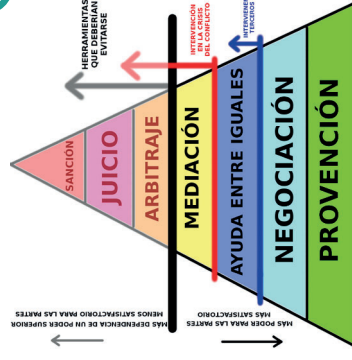 HERRAMIENTAS
QUE DEBERÍAN
EVITARSE
INTERVENCIÓN
EN LA CRISIS
DEL CONFLICTO
INTERVIENEN
TERCEROS
SANCIÓN
JUICIO
ARBITRAJE
MEDIACIÓN
AYUDA ENTRE IGUALES
NEGOCIACIÓN
PROVENCIÓN
MÁS DEPENDENCIA DE UN PODER SUPERIOR
MENOS SATISFACTORIO PARA LAS PARTES
MÁS PODER PARA LAS PARTES
MÁS SATISFACTORIO